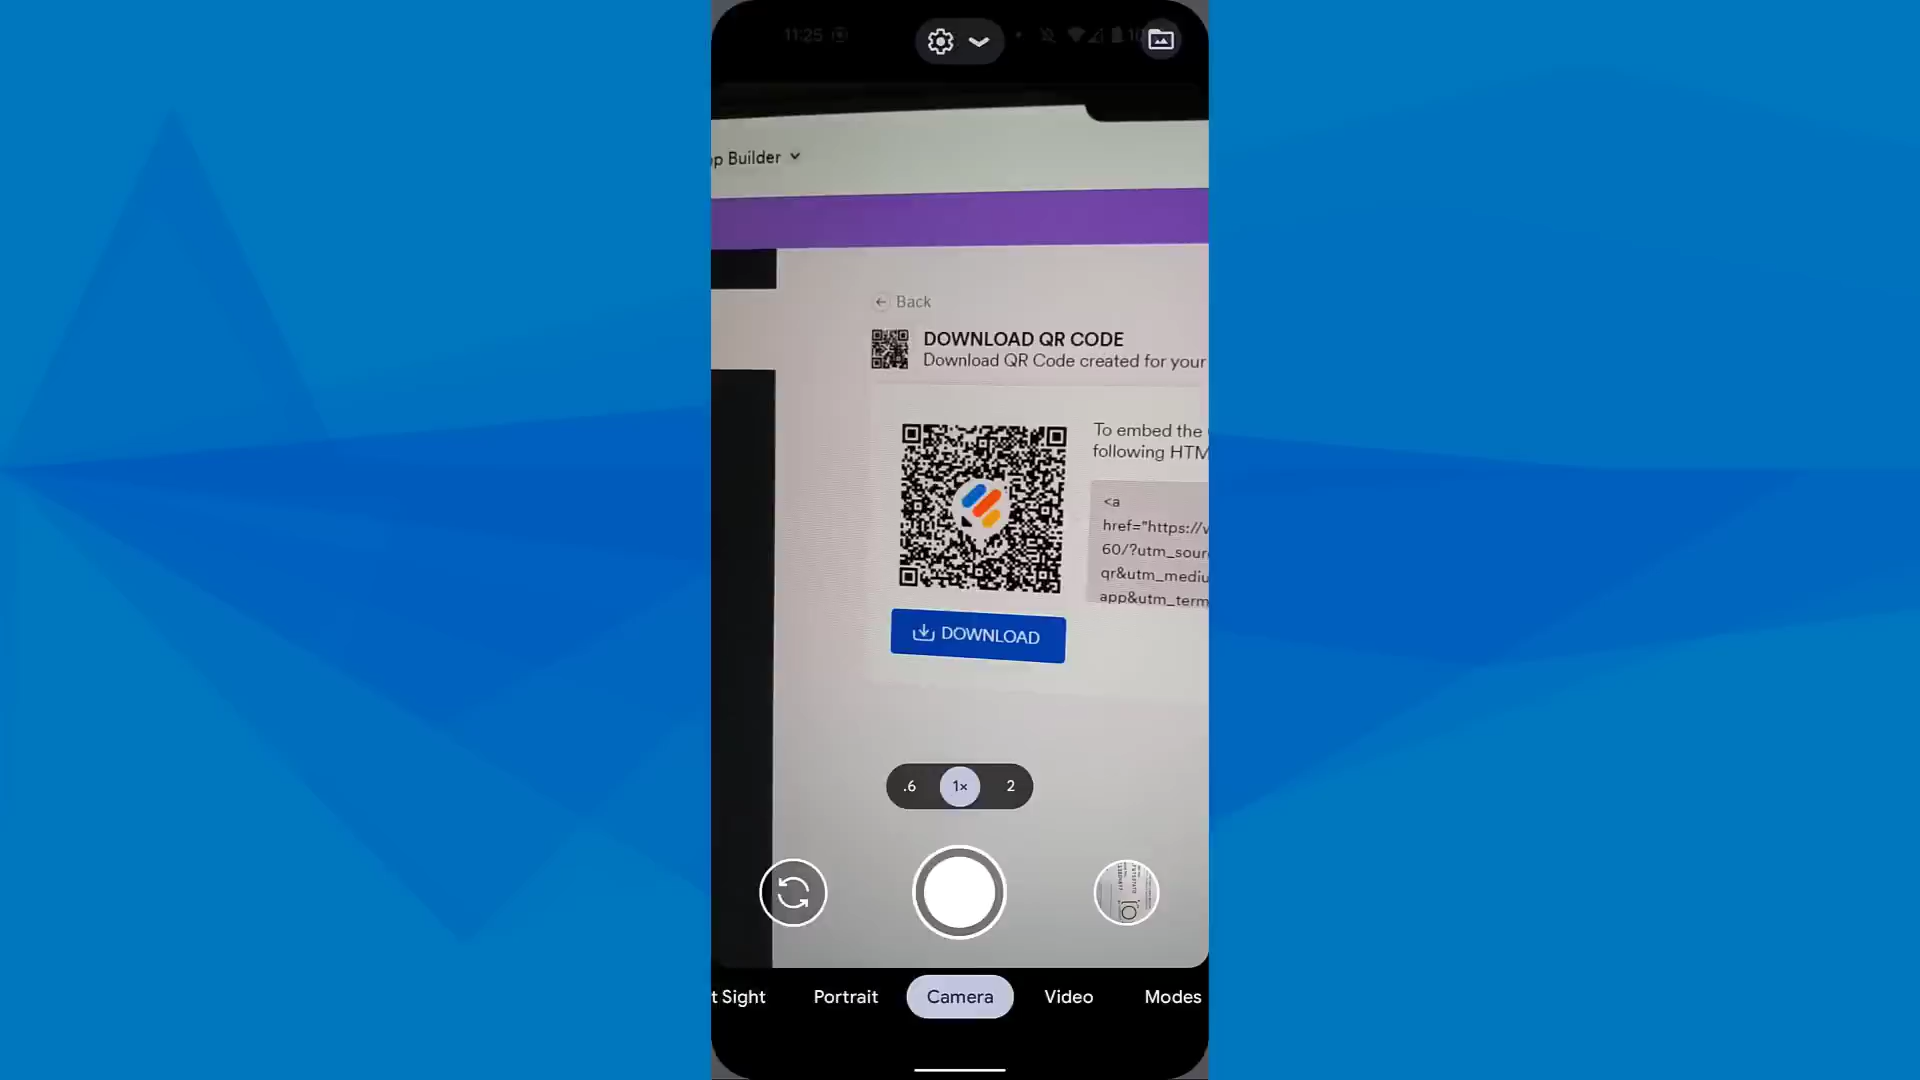 11:25
p Builder
Back
DOWNLOAD QR CODE
Download QR Code created for your
To embed the
following HTM
<a
href="https://
60/?utm_sour
qr&utm_mediu
app&utm_term
DOWNLOAD
.6
1×
2
t Sight
Portrait
Camera
Video
Modes